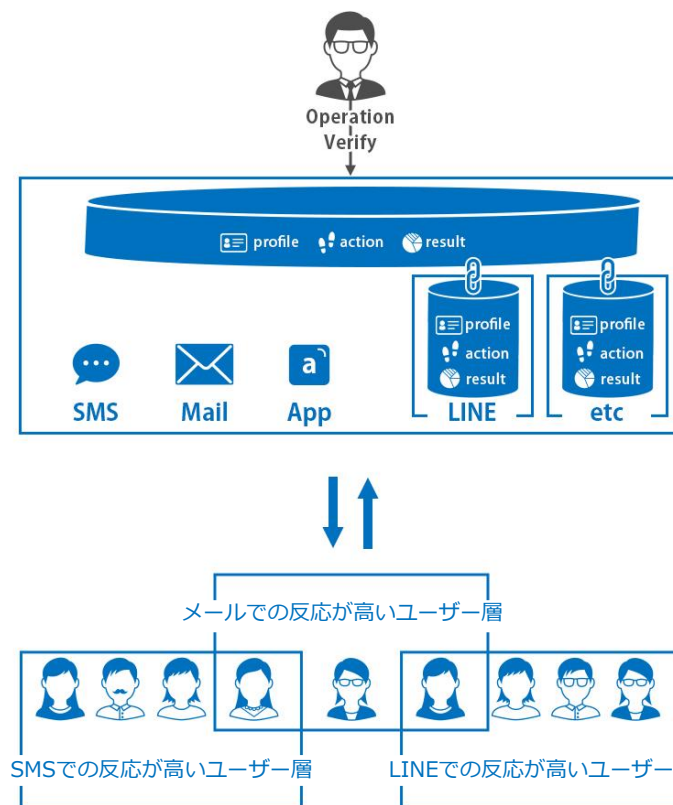 Operation
Verify
profile action result
profile
action
result
profile
action
result
SMS
Mail
a
App
LINE
etc
メールでの反応が高いユーザー層
SMSでの反応が高いユーザー層
LINEでの反応が高いユーザー